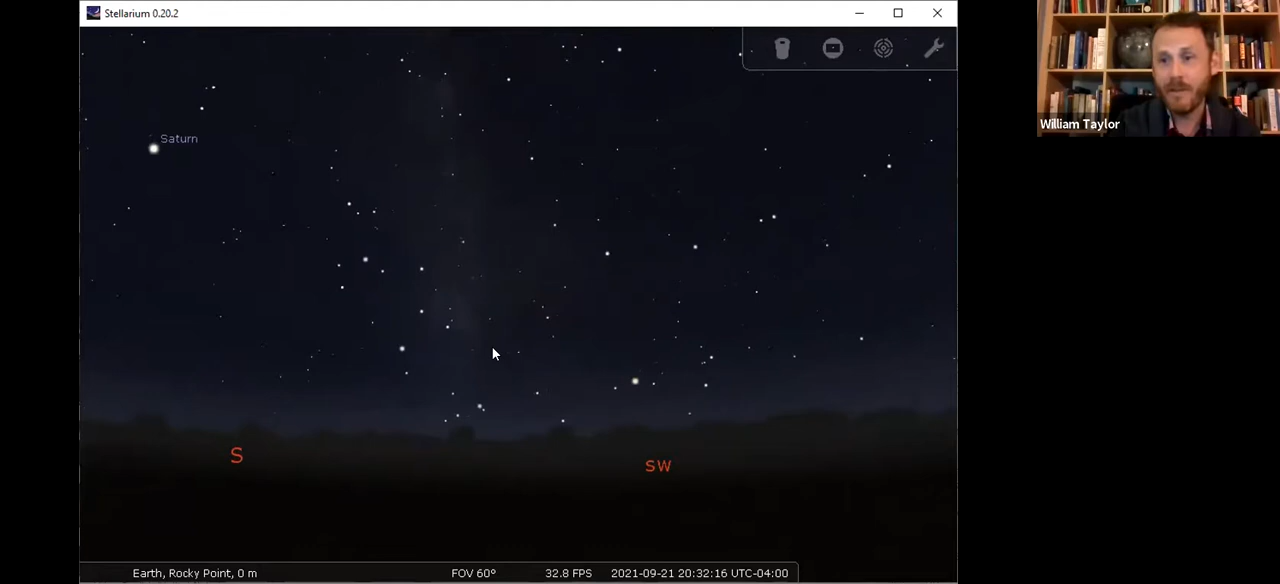 Stellarium 0.20.2
William Taylor
Saturn
S
SW
Earth, Rocky Point, 0 m
FOV 60°
32.8 FPS
2021-09-21 20:32:16 UTC-04:00